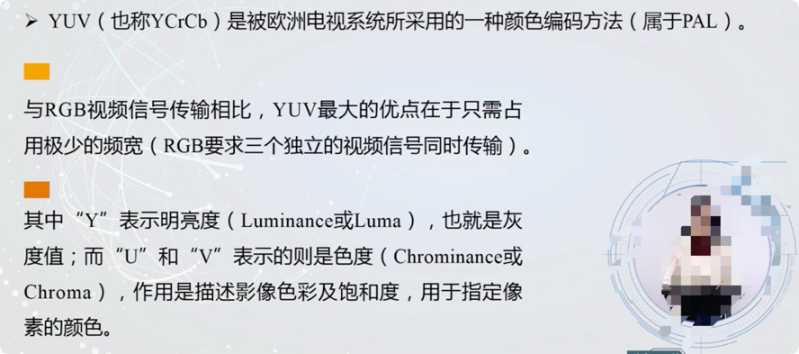 YUV（也称YCrCb）是被欧洲电视系统所采用的一种颜色编码方法（属于PAL）。
与RGB视频信号传输相比，YUV最大的优点在于只需占
用极少的频宽（RGB要求三个独立的视频信号同时传输）。
其中“Y”表示明亮度（Luminance或Luma），也就是灰
度值；而“U”和“V”表示的则是色度（Chrominance或
Chroma），作用是描述影像色彩及饱和度，用于指定像
素的颜色。